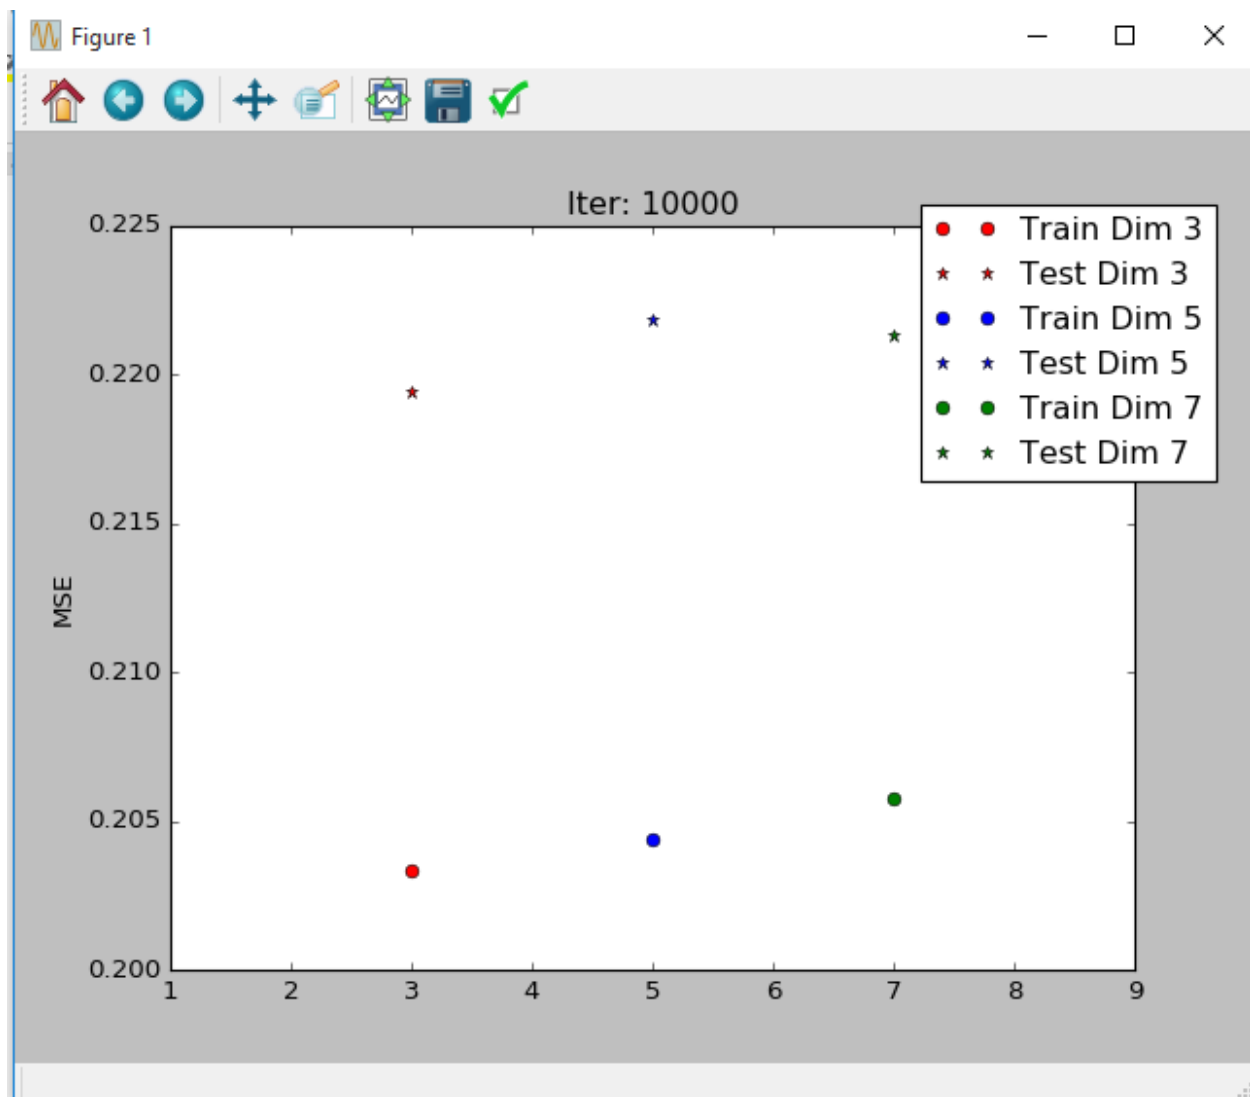 Figure 1
Iter: 10000
0.225
0.220
0.215
0.210
0.205
0.200
MSE
1 2 3 4 5 6 7 8 9
Train Dim 3
Test Dim 3
Train Dim 5
Test Dim 5
Train Dim 7
Test Dim 7